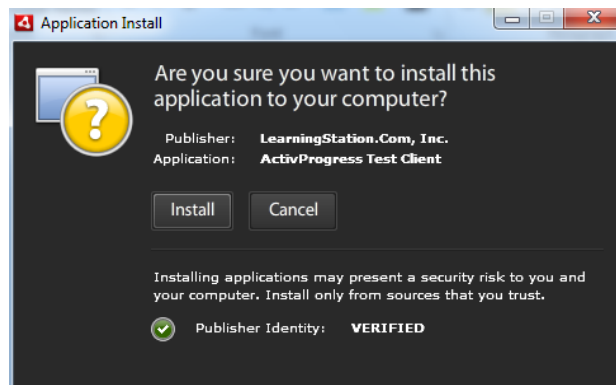 Application Install
Are you sure you want to install this
application to your computer?
Publisher: LearningStation.Com, Inc.
Application: ActivProgress Test Client
Install Cancel
Installing applications may present a security risk to you and
your computer. Install only from sources that you trust.
Publisher Identity: VERIFIED